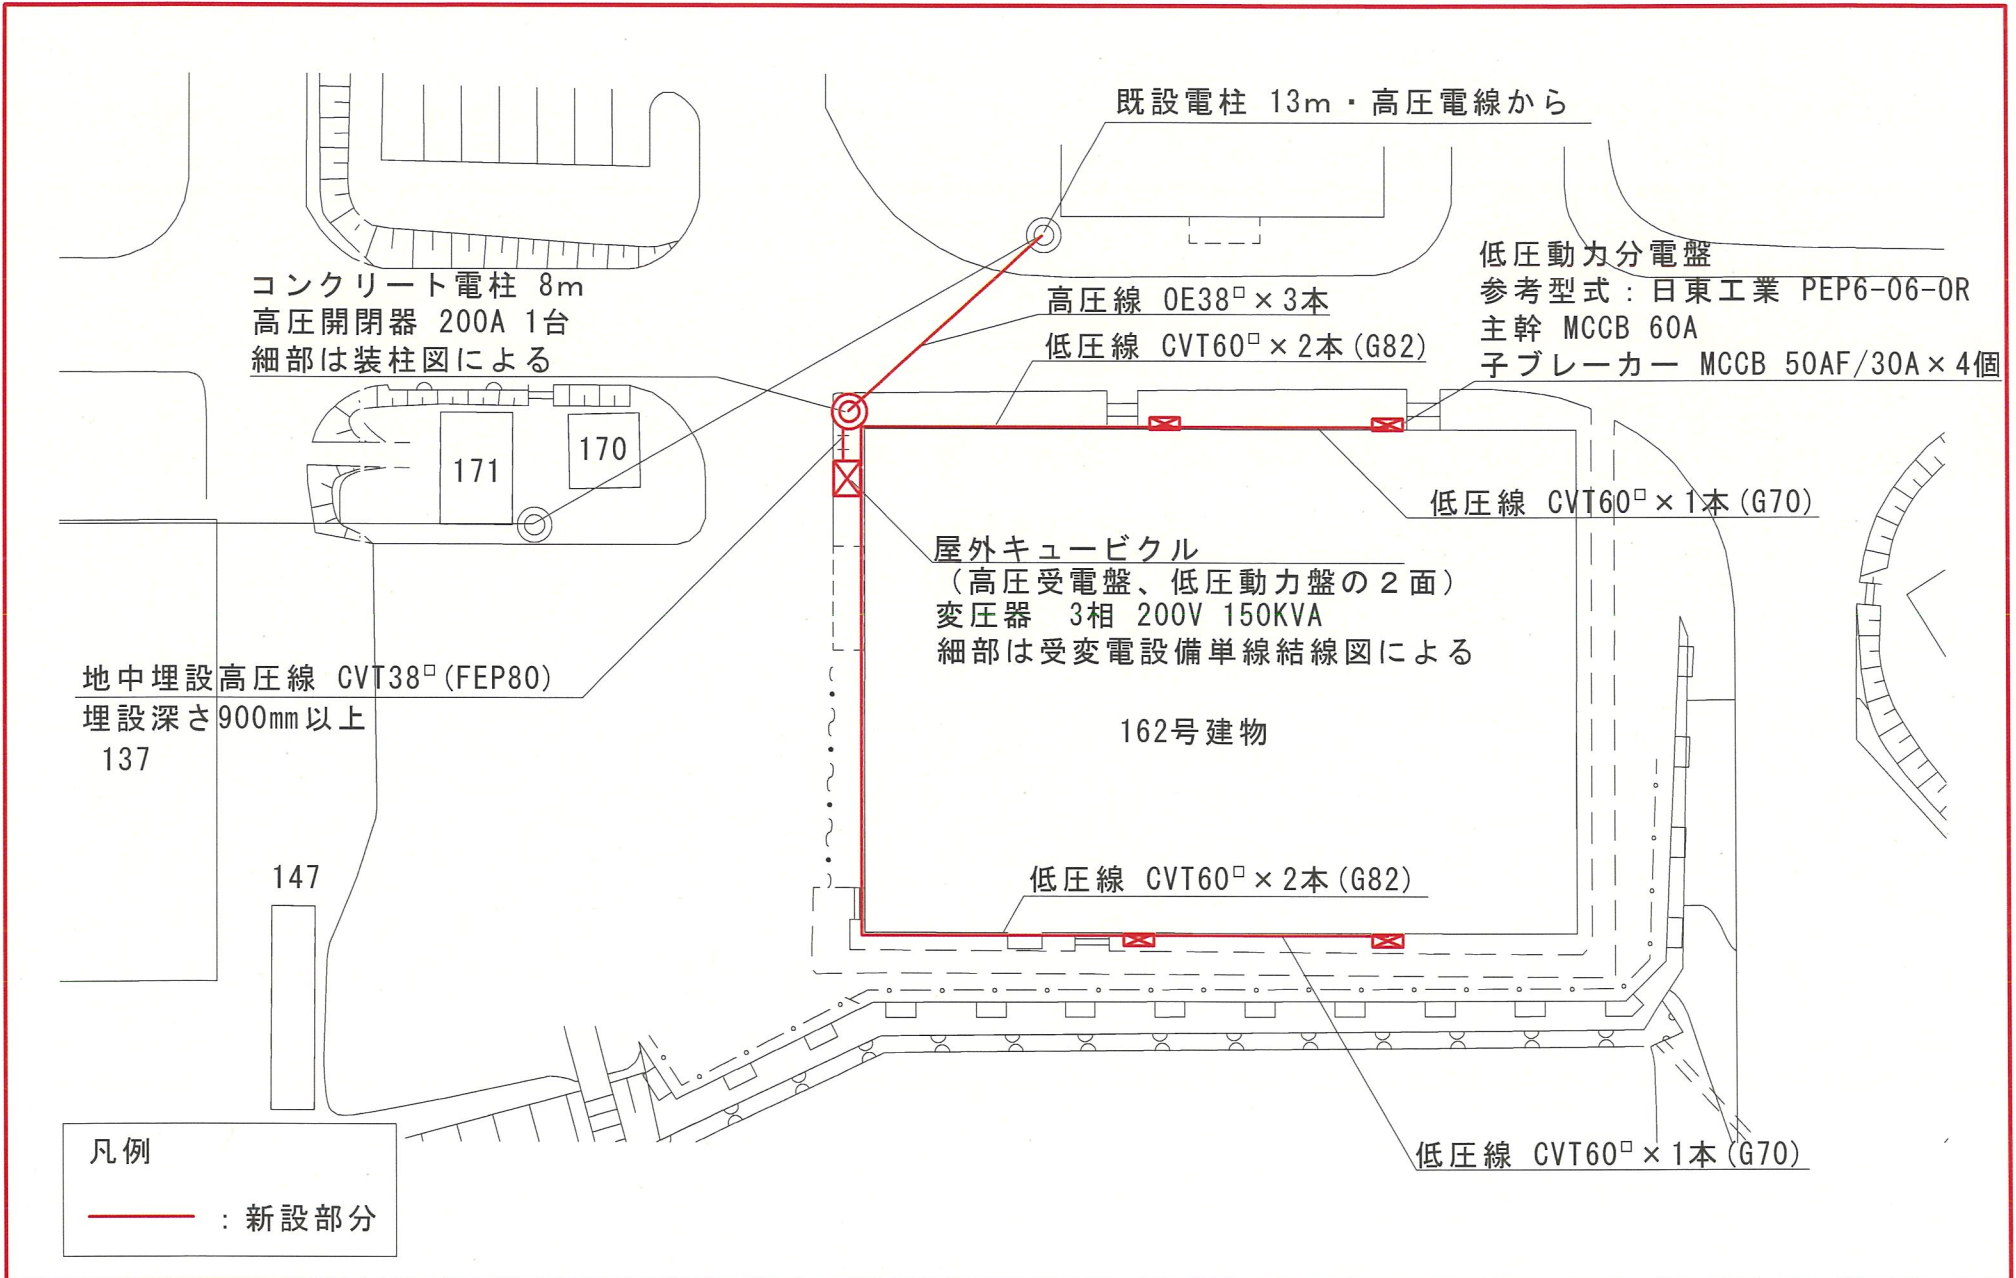 既設電柱 13m・高圧電線から
コンクリート電柱 8m
高圧開閉器 200A 1台
細部は装柱図による
高圧線 OE38□×3本
低圧線 CVT60□×2本(G82)
低圧動力分電盤
参考型式：日東工業 PEP6-06-0R
主幹 MCCB 60A
子ブレーカー MCCB 50AF/30A×4個
171
170
低圧線 CVT60□×1本(G70)
屋外キュービクル
（高圧受電盤、低圧動力盤の２面）
変圧器 3相 200V 150KVA
細部は受変電設備単線結線図による
地中埋設高圧線 CVT38□(FEP80)
埋設深さ900mm以上
137
162号建物
147
低圧線 CVT60□×2本(G82)
低圧線 CVT60□×1本(G70)
凡例
：新設部分